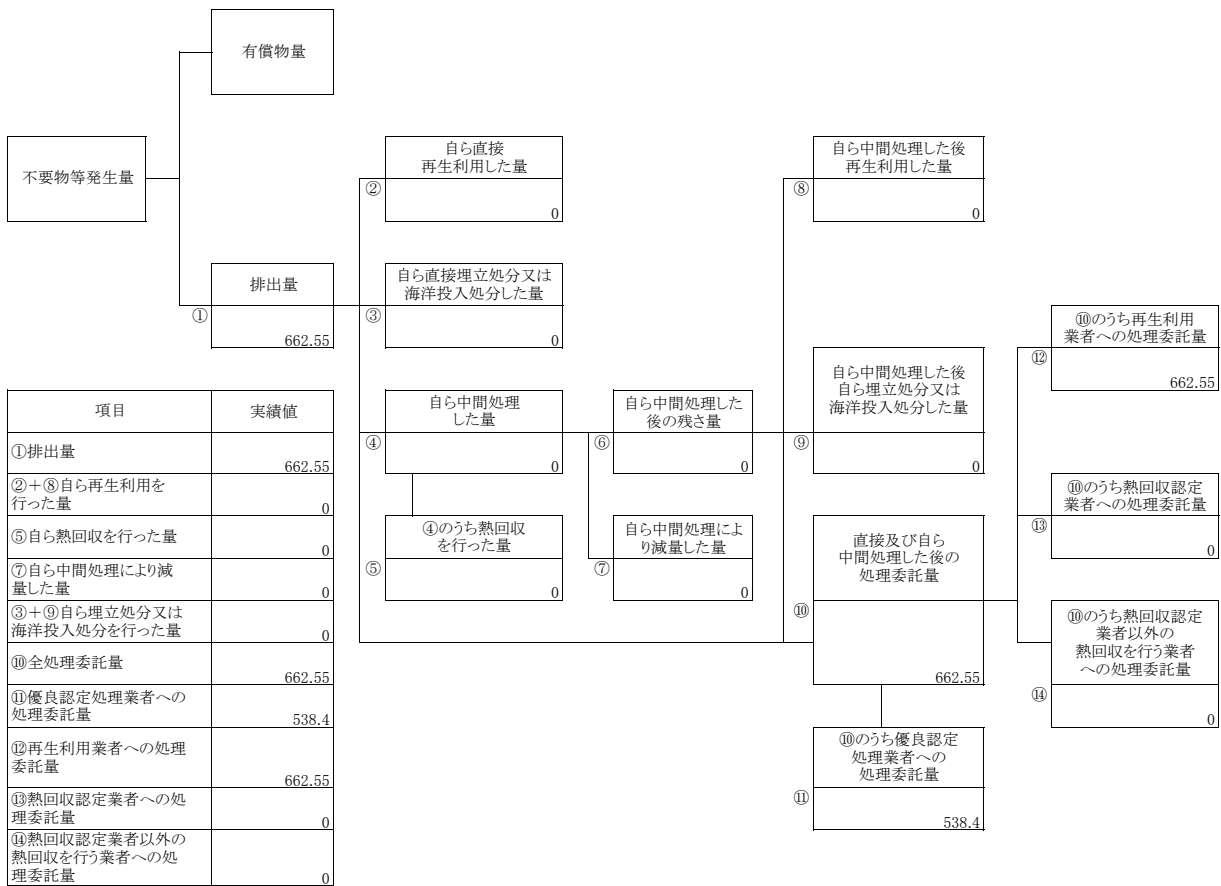 有償物量
不要物等発生量
自ら直接
再生利用した量
②
0
自ら中間処理した後
再生利用した量
⑧
0
排出量
①
662.55
自ら直接埋立処分又は
海洋投入処分した量
③
0
⑩のうち再生利用
業者への処理委託量
⑫
662.55
自ら中間処理
した量
④
0
自ら中間処理した
後の残さ量
⑥
0
自ら中間処理した後
自ら埋立処分又は
海洋投入処分した量
⑨
0
⑩のうち熱回収認定
業者への処理委託量
⑬
0
④のうち熱回収
を行った量
⑤
0
自ら中間処理によ
り減量した量
⑦
0
直接及び自ら
中間処理した後の
処理委託量
⑩
662.55
⑩のうち熱回収認定
業者以外の
熱回収を行う業者
への処理委託量
⑭
0
⑩のうち優良認定
処理業者への
処理委託量
⑪
538.4
項目 実績値
①排出量
662.55
②+⑧自ら再生利用を
行った量
0
⑤自ら熱回収を行った量
0
⑦自ら中間処理により減
量した量
0
③+⑨自ら埋立処分又は
海洋投入処分を行った量
0
⑩全処理委託量
662.55
⑪優良認定処理業者への
処理委託量
538.4
⑫再生利用業者への処理
委託量
662.55
⑬熱回収認定業者への処
理委託量
0
⑭熱回収認定業者以外の
熱回収を行う業者への処
理委託量
0